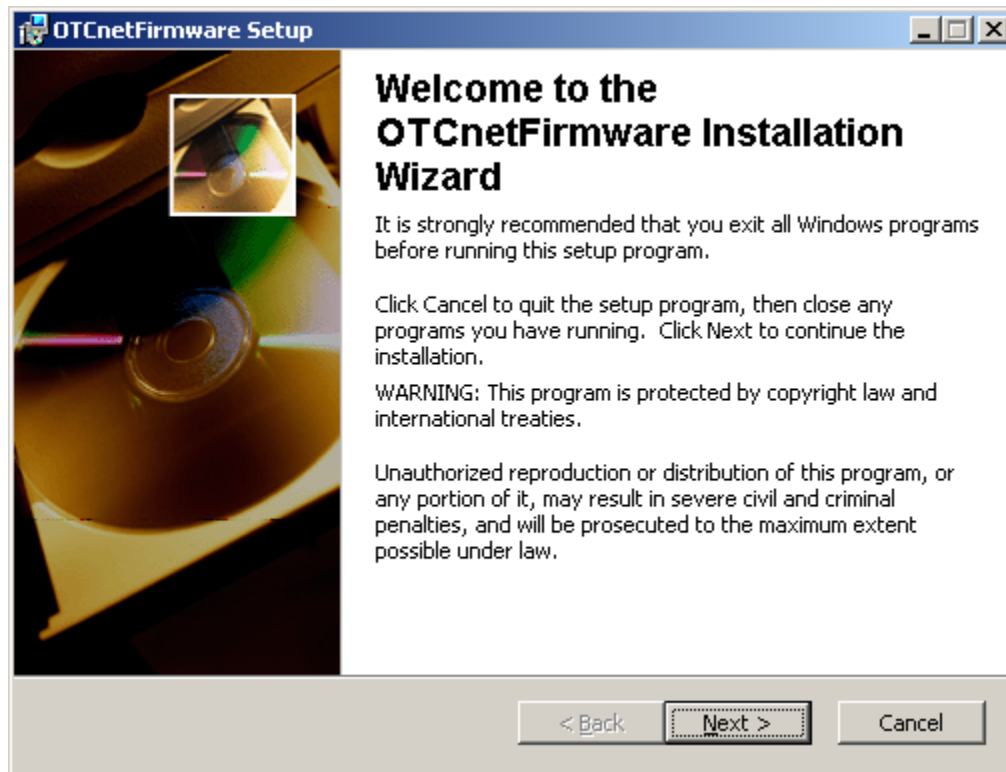 OTCnetFirmware Setup
Welcome to the
OTCnetFirmware Installation
Wizard
It is strongly recommended that you exit all Windows programs
before running this setup program.
Click Cancel to quit the setup program, then close any
programs you have running.  Click Next to continue the
installation.
WARNING: This program is protected by copyright law and
international treaties.
Unauthorized reproduction or distribution of this program, or
any portion of it, may result in severe civil and criminal
penalties, and will be prosecuted to the maximum extent
possible under law.
< Back
Next >
Cancel